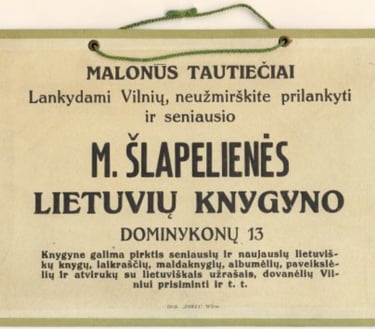 MALONŪS TAUTIEČIAI
Lankydami Vilnių, neužmirškite prilankyti
ir seniausio
M. ŠLAPELIENĖS
LIETUVIŲ KNYGYNO
DOMINYKONŲ 13
Knygyne galima pirktis seniausių ir naujausių lietuviš-
kų knygų, laikraščių, maldaknygių, albumėlių, paveikslė-
lių ir atvirukų su lietuviškais užrašais, dovanėlių Vil-
niui prisiminti ir t. t.